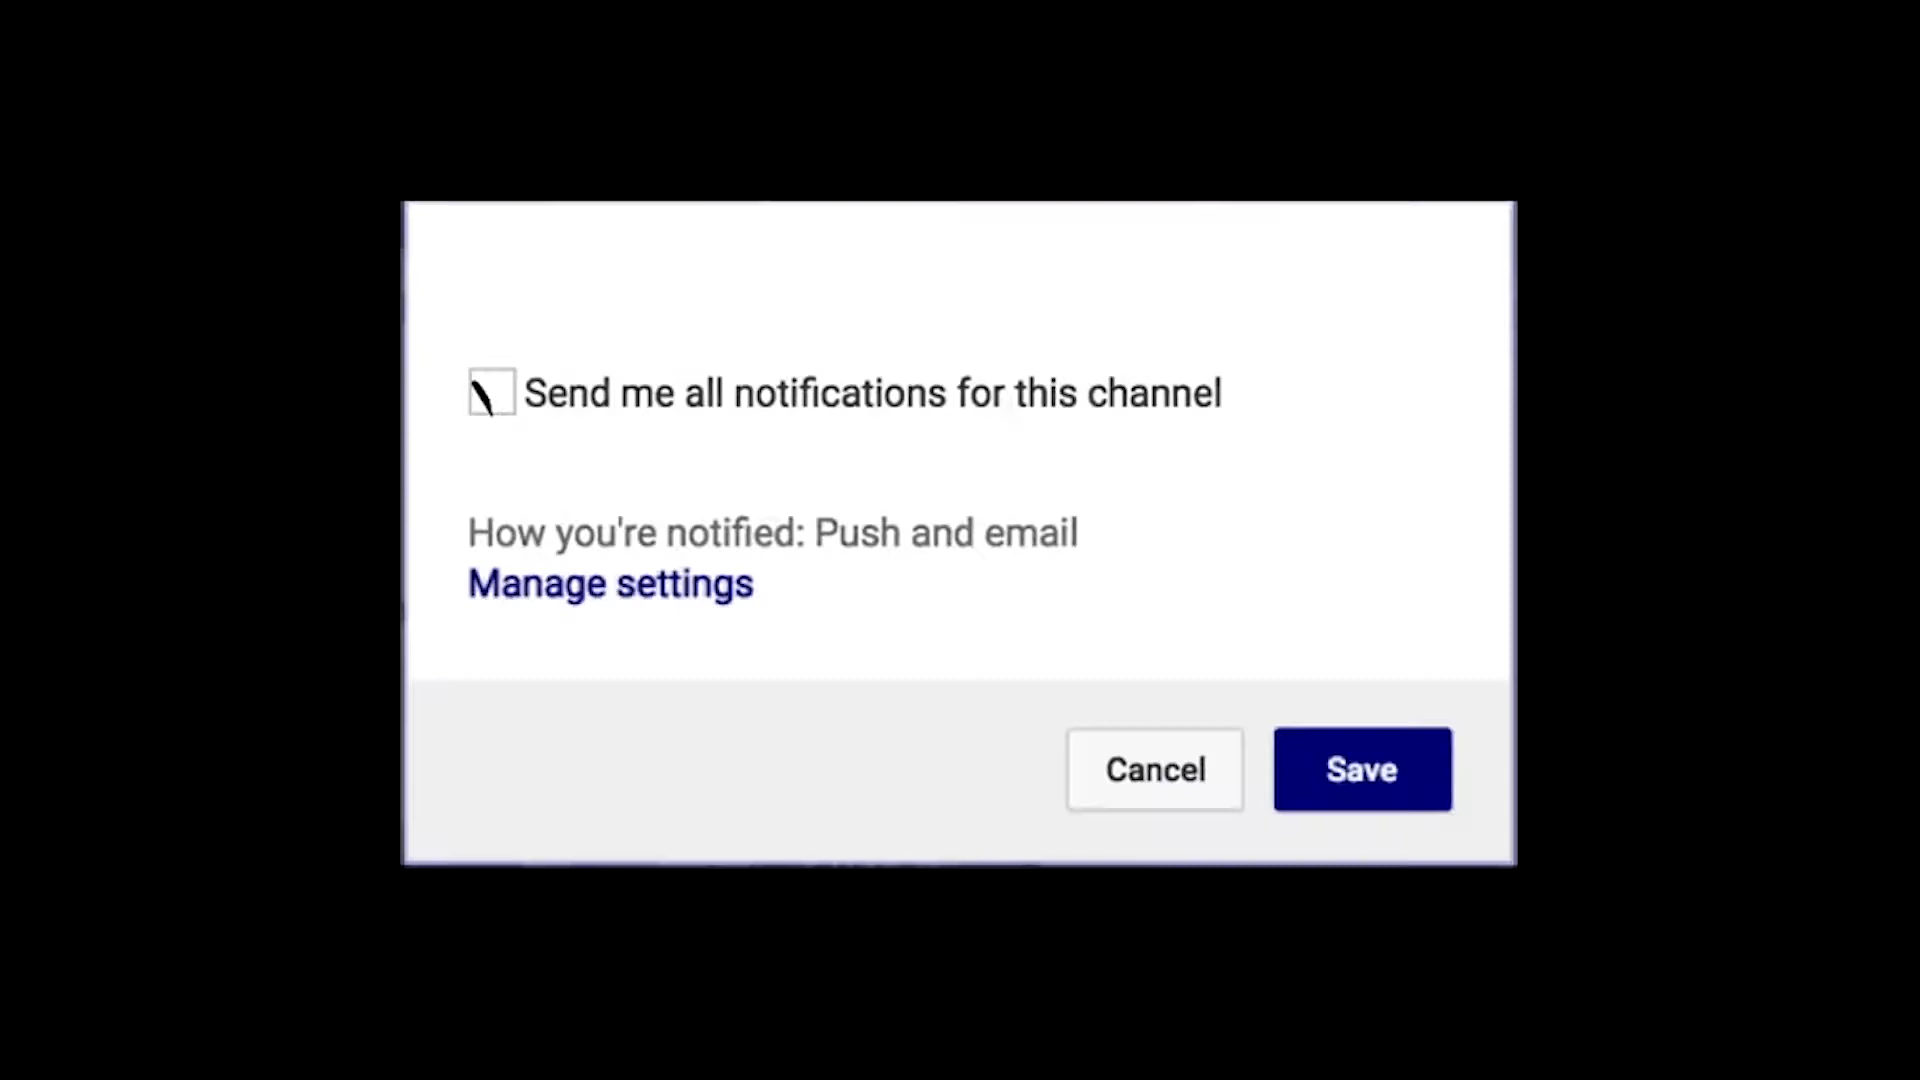 Send me all notifications for this channel
How you're notified: Push and email
Manage settings
Cancel
Save